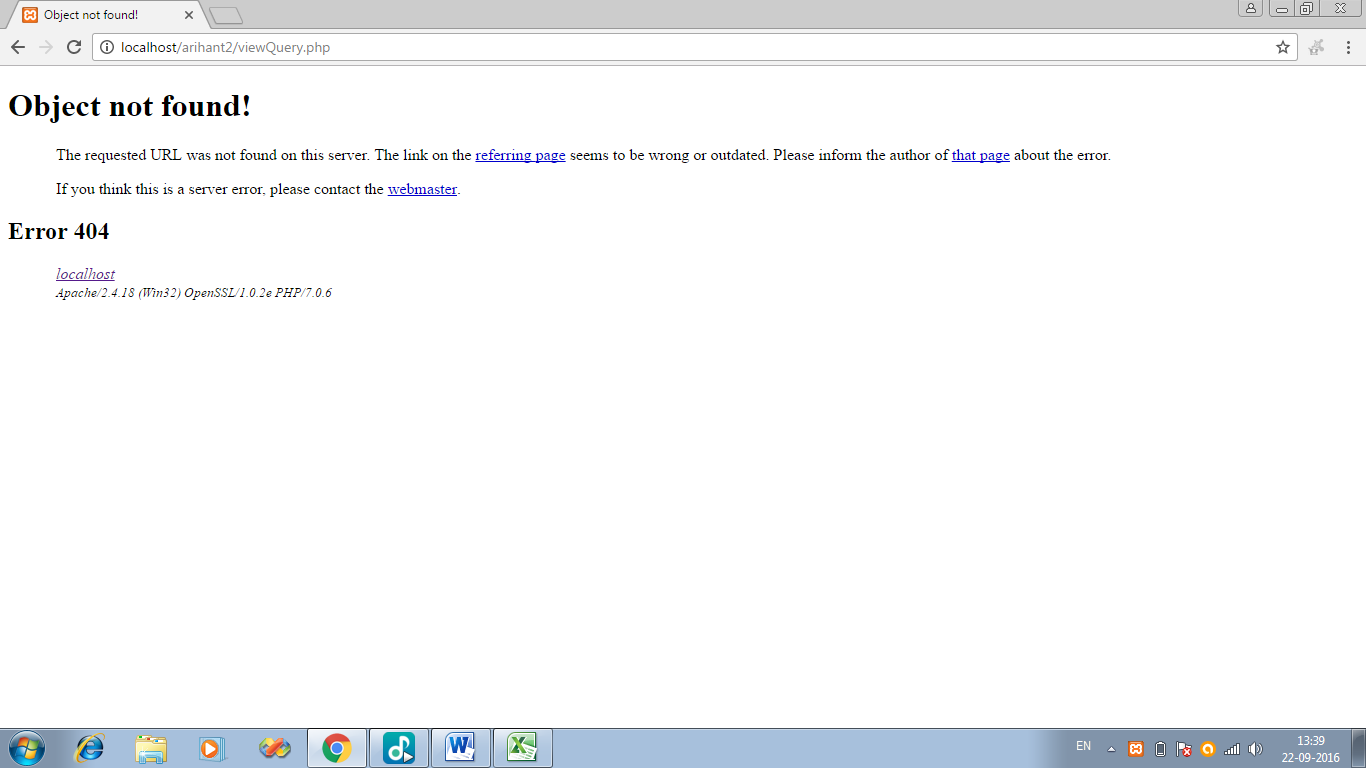 Object not found!
localhost/arihant2/viewQuery.php
Object not found!
The requested URL was not found on this server. The link on the referring page seems to be wrong or outdated. Please inform the author of that page about the error.
If you think this is a server error, please contact the webmaster.
Error 404
localhost
Apache/2.4.18 (Win32) OpenSSL/1.0.2e PHP/7.0.6
EN
13:39
22-09-2016